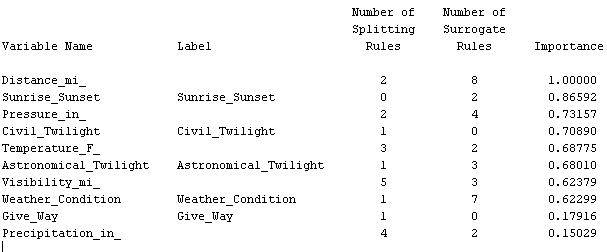 Number of Number of
Splitting Surrogate
Variable Name Label Rules Rules Importance
Distance_mi_ 2 8 1.00000
Sunrise_Sunset Sunrise_Sunset 0 2 0.86592
Pressure_in_ 2 4 0.73157
Civil_Twilight Civil_Twilight 1 0 0.70890
Temperature_F_ 3 2 0.68775
Astronomical_Twilight Astronomical_Twilight 1 3 0.68010
Visibility_mi_ 5 3 0.62379
Weather_Condition Weather_Condition 1 7 0.62299
Give_Way Give_Way 1 0 0.17916
Precipitation_in_ 4 2 0.15029